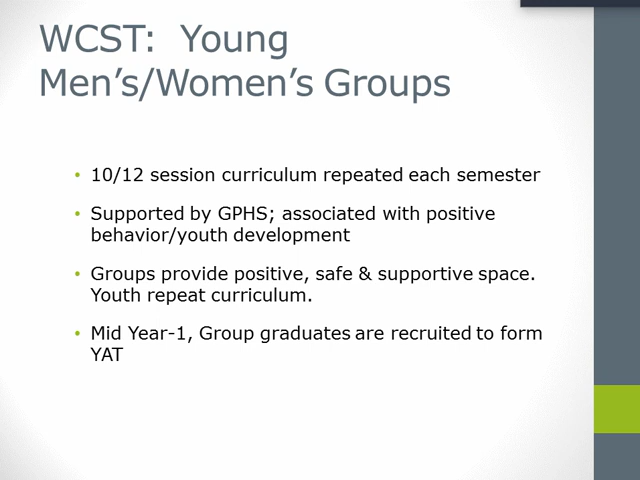 WCST:  Young
Men’s/Women’s Groups
• 10/12 session curriculum repeated each semester
• Supported by GPHS; associated with positive
behavior/youth development
• Groups provide positive, safe & supportive space.
Youth repeat curriculum.
• Mid Year-1, Group graduates are recruited to form
YAT